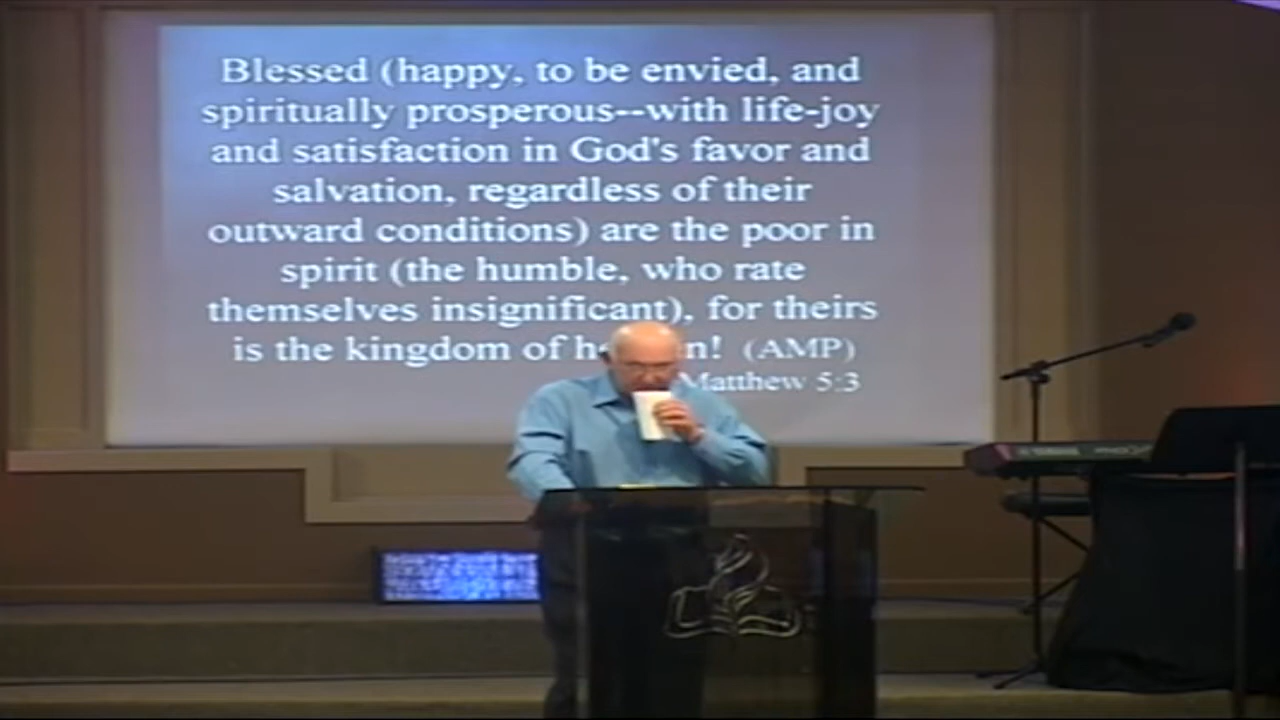 Blessed (happy, to be envied, and
spiritually prosperous--with life-joy
and satisfaction in God's favor and
salvation, regardless of their
outward conditions) are the poor in
spirit (the humble, who rate
themselves insignificant), for theirs
is the kingdom of h n! (AMP)
Matthew 5:3